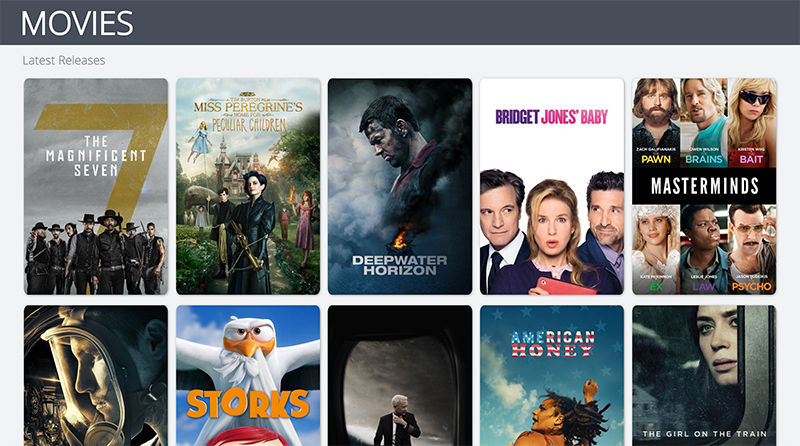 MOVIES
Latest Releases
THE
MAGNIFICENT
SEVEN
7
A TIM BURTON FILM
MISS PEREGRINE'S
HOME FOR
PECULIAR CHILDREN
DEEPWATER
HORIZON
BRIDGET JONES' BABY
ZACH GALIFIANAKIS OWEN WILSON KRISTEN WIIG
PAWN BRAINS BAIT
MASTERMINDS
KATE McKINNON LESLIE JONES JASON SUDEIKIS
EX LAW PSYCHO
STORKS
AMERICAN
HONEY
THE GIRL ON THE TRAIN